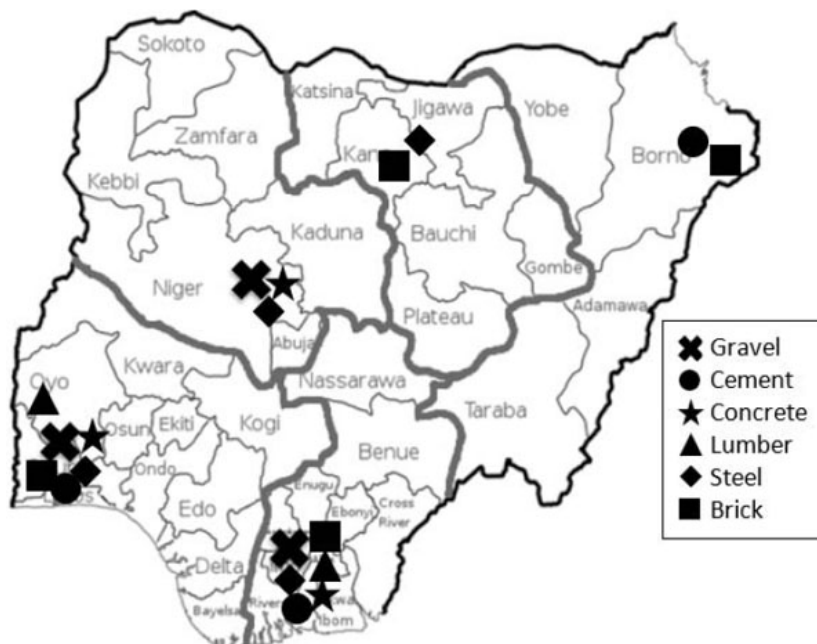 Sokoto
Katsina
Jigawa
Yobe
Zamfara
Borno
Kebbi
Kaduna
Bauchi
Niger
Gombe
Adamawa
Plateau
Abuja
Kwara
Nassarawa
Oyo
Taraba
Osun
Ekiti
Kogi
Benue
Ondo
Enugu
Cross
River
Ebonyi
Edo
Delta
Bayelsa
Ibom
Gravel
Cement
Concrete
Lumber
Steel
Brick